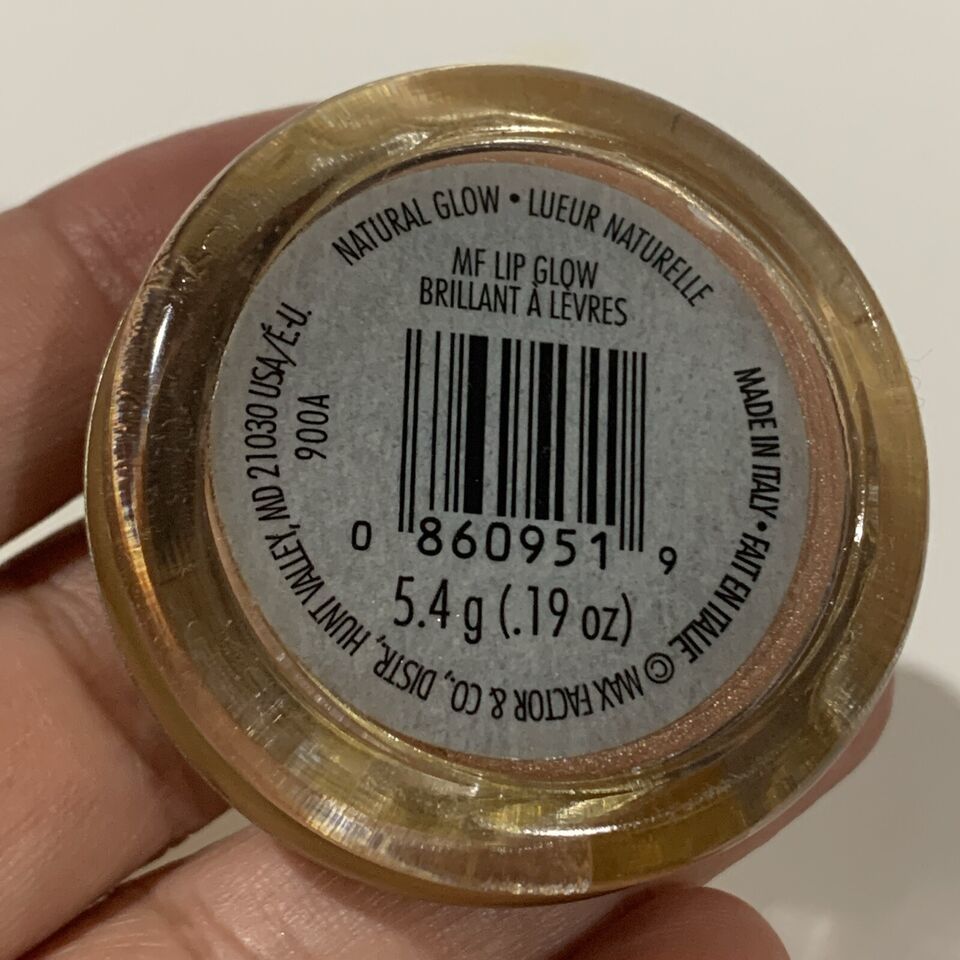 NATURAL GLOW • LUEUR NATURELLE
MF LIP GLOW
BRILLANT À LÈVRES
0 860951 9
5.4 g (.19 oz)
MADE IN ITALY • FAIT EN ITALIE © MAX FACTOR & CO., DISTR., HUNT VALLEY, MD 21030 USA/É.-U.
900A